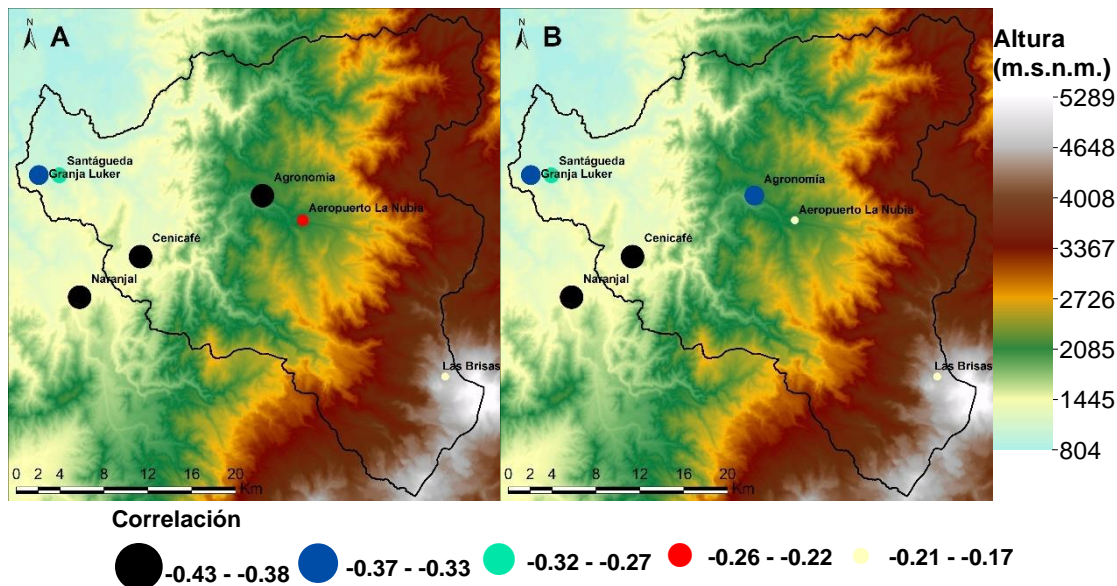 A
Santágueda
Granja Luker
Agronomia
Aeropuerto La Nubia
Cenicafé
Naranjal
Las Brisas
0 2 4 8 12 16 20
Km
B
Santágueda
Granja Luker
Agronomía
Aeropuerto La Nubia
Cenicafé
Naranjal
Las Brisas
0 2 4 8 12 16 20
Km
Altura
(m.s.n.m.)
5289
4648
4008
3367
2726
2085
1445
804
Correlación
-0.43 - -0.38
-0.37 - -0.33
-0.32 - -0.27
-0.26 - -0.22
-0.21 - -0.17